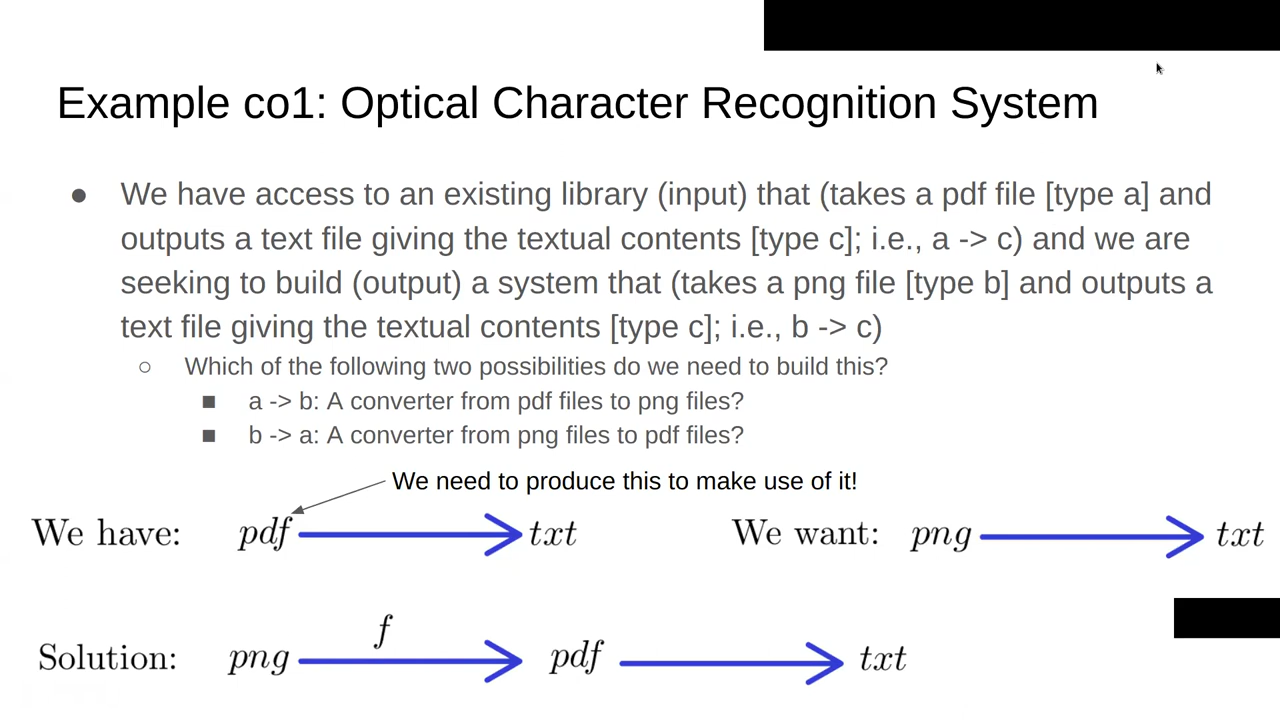 Example co1: Optical Character Recognition System
● We have access to an existing library (input) that (takes a pdf file [type a] and
outputs a text file giving the textual contents [type c]; i.e., a -> c) and we are
seeking to build (output) a system that (takes a png file [type b] and outputs a
text file giving the textual contents [type c]; i.e., b -> c)
○ Which of the following two possibilities do we need to build this?
■ a -> b: A converter from pdf files to png files?
■ b -> a: A converter from png files to pdf files?
We need to produce this to make use of it!
We have: pdf txt We want: png txt
f
Solution: png pdf txt